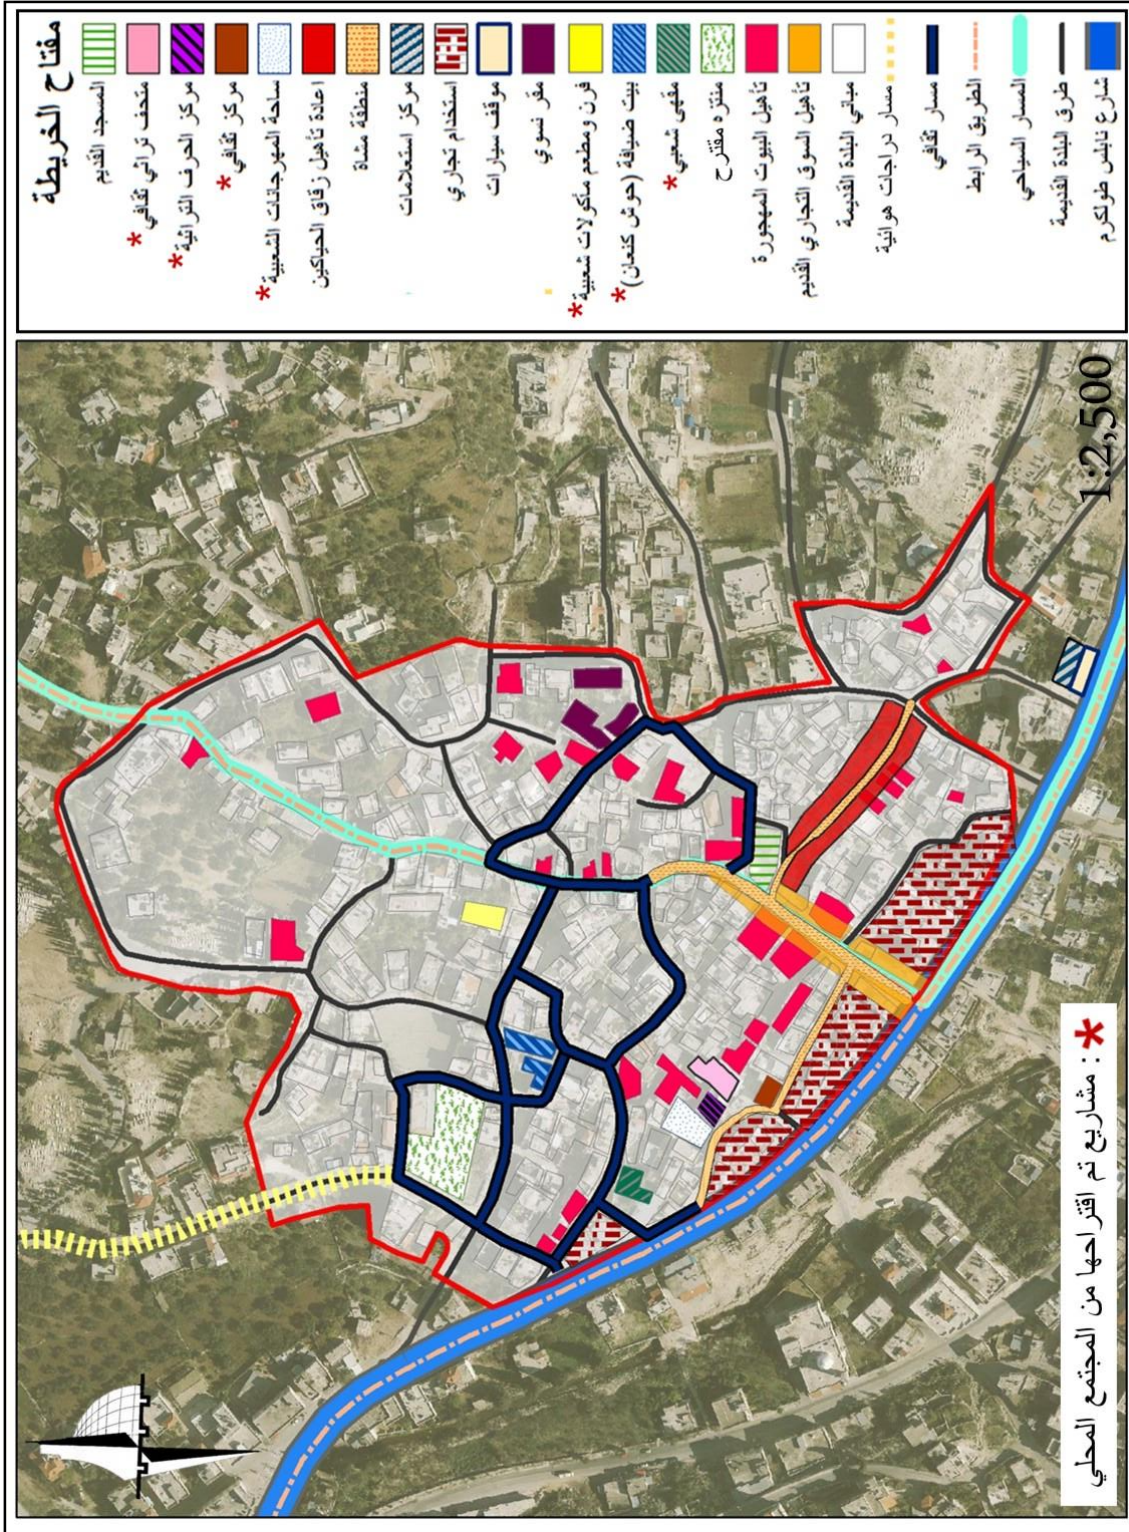 مفتاح الخريطة
المسجد القديم
متحف تراثي ثقافي *
مركز الحرف التراثية *
مركز ثقافي *
ساحة المهرجانات الشعبية *
اعادة تأهيل زقاق الحياكين
منطقة مشاة
مركز استعلامات
استخدام تجاري
موقف سيارات
مقر نسوي
فرن ومطعم مأكولات شعبية *
بيت ضيافة (حوش كنعان) *
مقهى شعبي *
منتزه مقترح
تأهيل البيوت المهجورة
تأهيل السوق التجاري القديم
مباني البلدة القديمة
مسار دراجات هوائية
مسار ثقافي
الطريق الرابط
المسار السياحي
طرق البلدة القديمة
شارع نابلس طولكرم
1:2,500
* : مشاريع تم اقتراحها من المجتمع المحلي